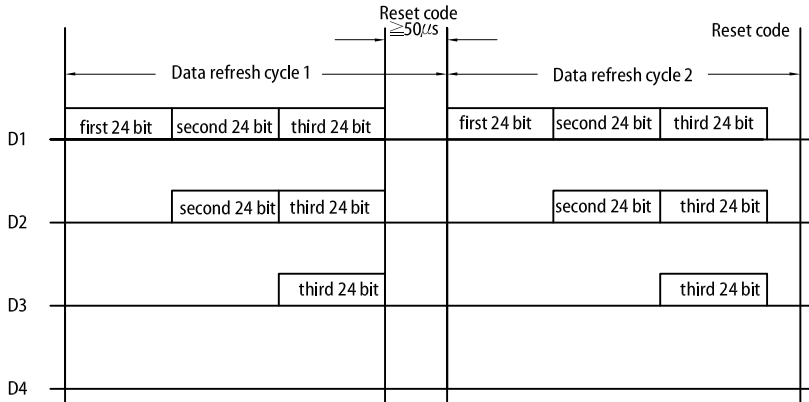 Reset code
≧50μs
Reset code
Data refresh cycle 1
Data refresh cycle 2
D1 first 24 bit second 24 bit third 24 bit first 24 bit second 24 bit third 24 bit
D2 second 24 bit third 24 bit second 24 bit third 24 bit
D3 third 24 bit third 24 bit
D4